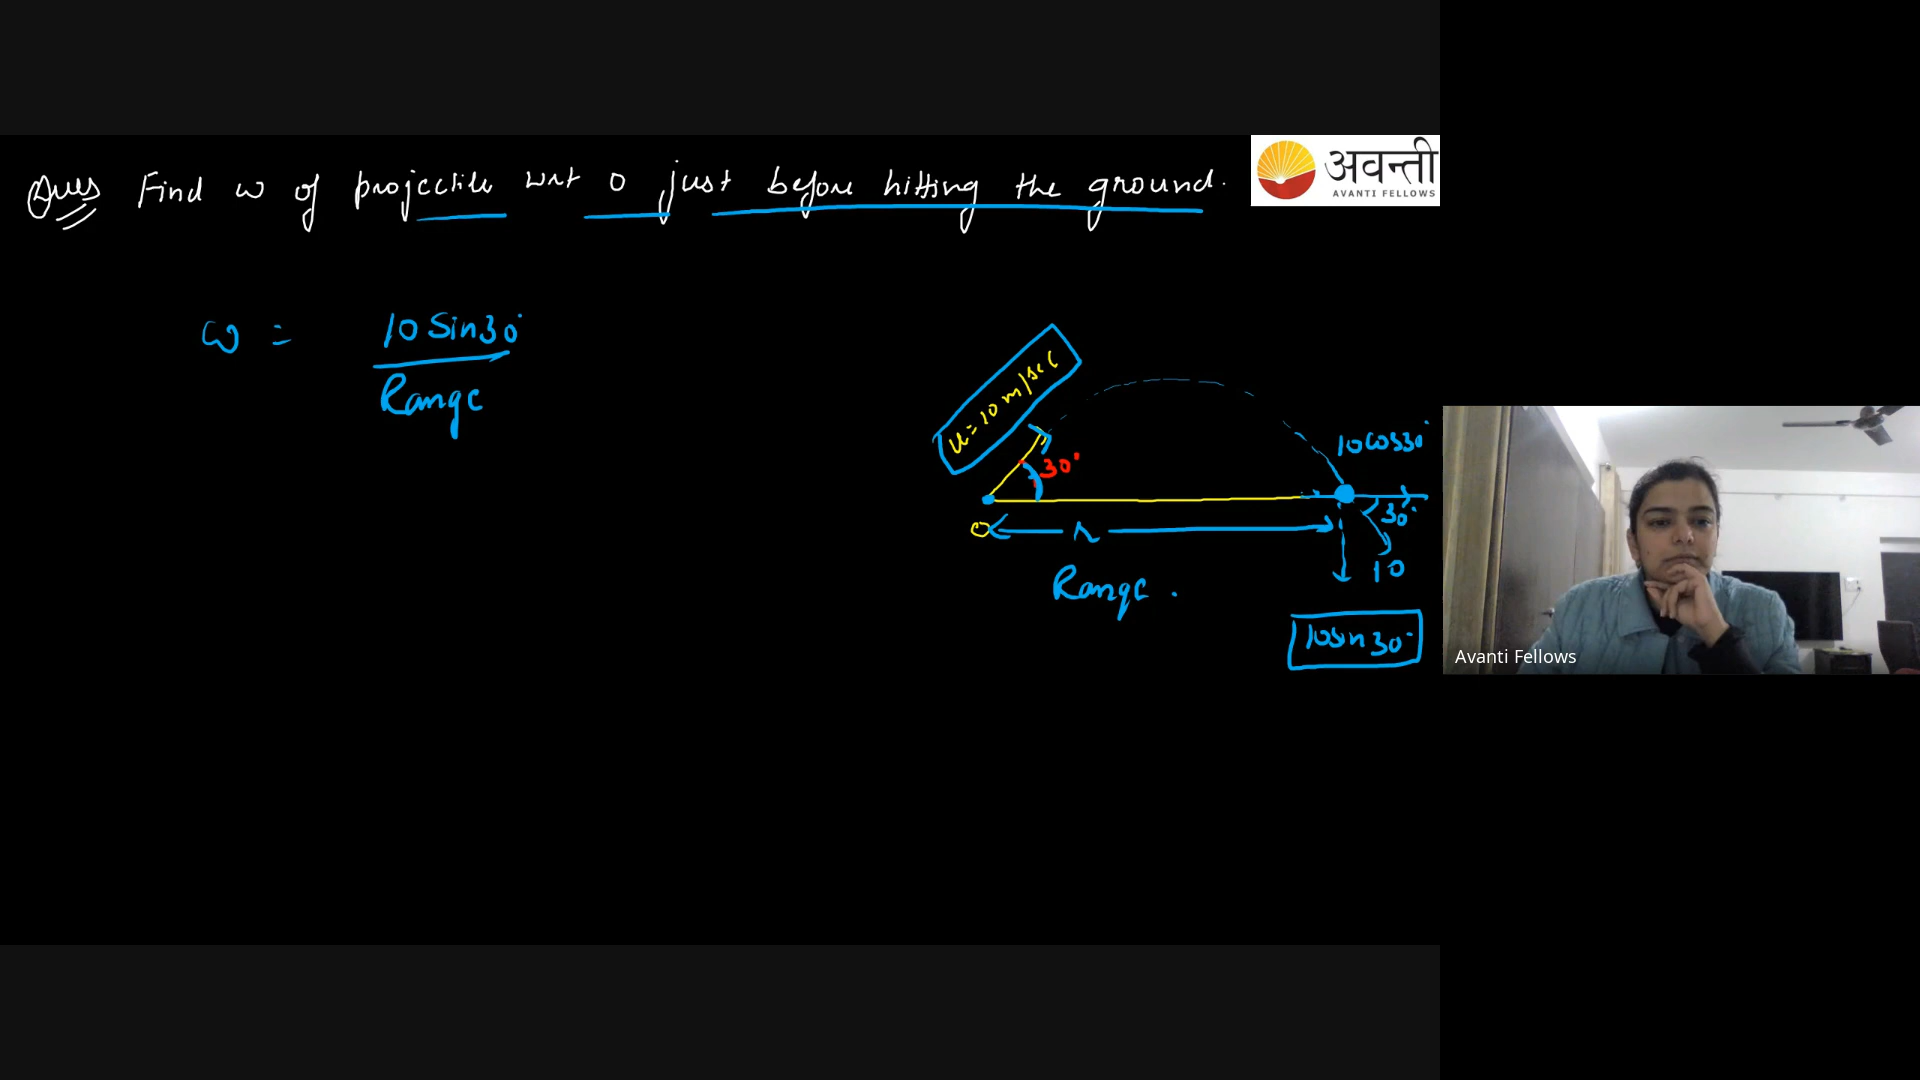 Ques Find ω of projectile wrt O just before hitting the ground.
अवन्ती
AVANTI FELLOWS
ω = 10 Sin30°
Range
u = 10 m/sec
30°
10cos30°
30°
O
r
10
Range.
10sin30°
Avanti Fellows